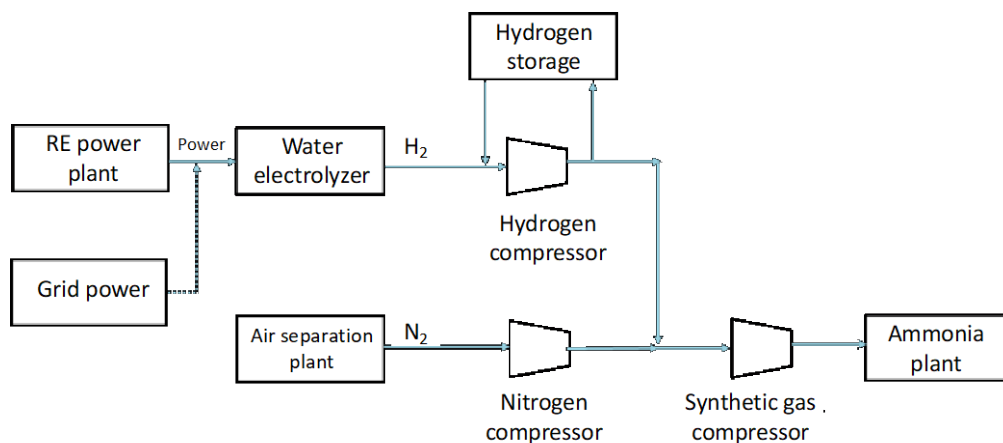 Hydrogen
storage
RE power
plant
Power
Water
electrolyzer
H₂
Hydrogen
compressor
Grid power
Air separation
plant
N₂
Nitrogen
compressor
Synthetic gas
compressor
Ammonia
plant